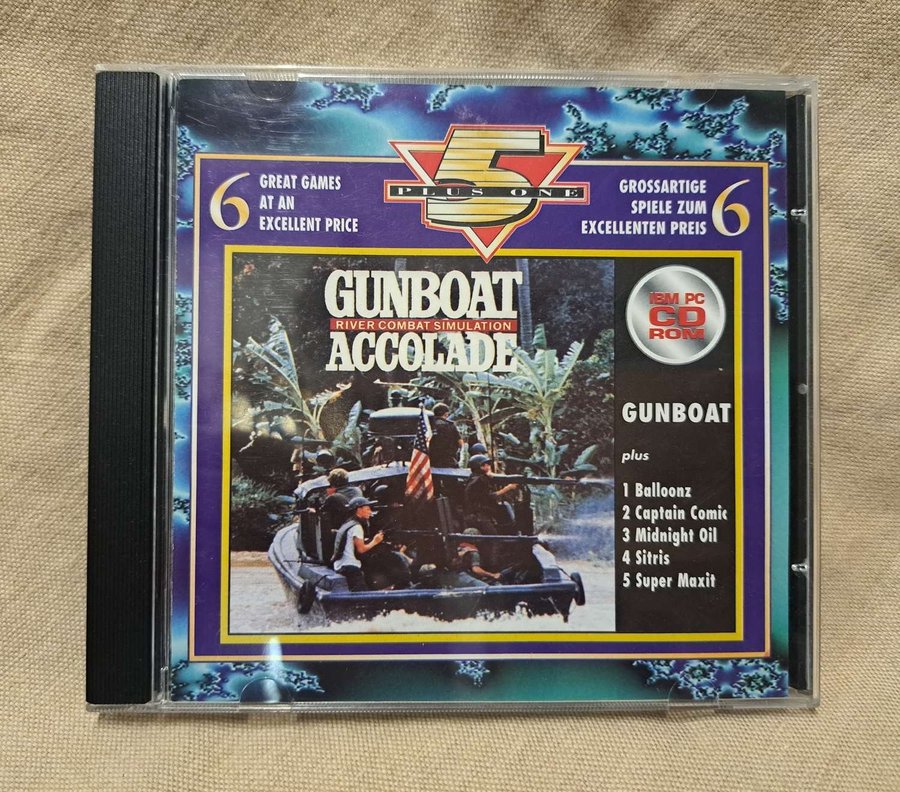 5
PLUS ONE
6
GREAT GAMES
AT AN
EXCELLENT PRICE
GROSSARTIGE
SPIELE ZUM
EXCELLENTEN PREIS
6
GUNBOAT
RIVER COMBAT SIMULATION
ACCOLADE
IBM PC
CD
ROM
GUNBOAT
plus
1 Balloonz
2 Captain Comic
3 Midnight Oil
4 Sitris
5 Super Maxit